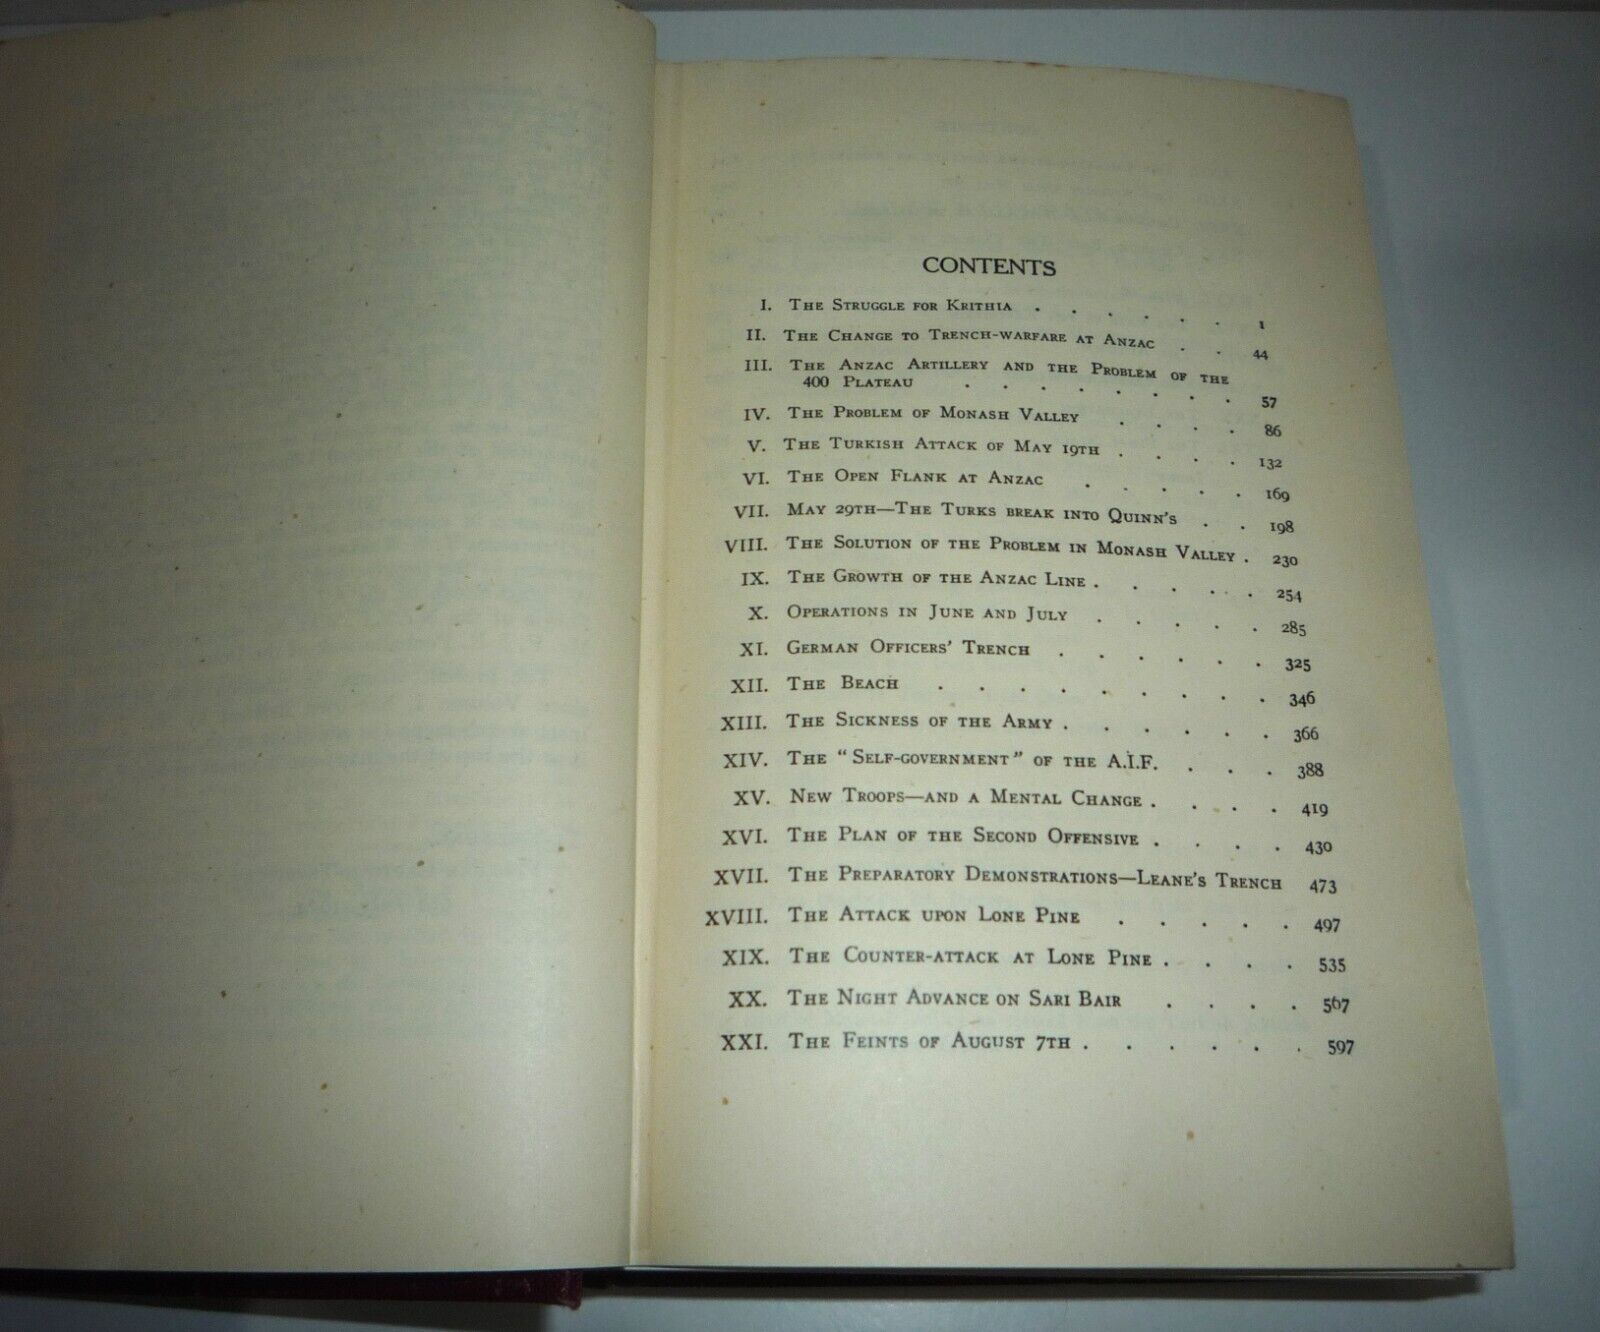 CONTENTS
I. The Struggle for Krithia . . . . . . 1
II. The Change to Trench-warfare at Anzac . . 44
III. The Anzac Artillery and the Problem of the
400 Plateau . . . . . . . . 57
IV. The Problem of Monash Valley . . . . 86
V. The Turkish Attack of May 19th . . . . 132
VI. The Open Flank at Anzac . . . . . 169
VII. May 29th—The Turks break into Quinn's . . 198
VIII. The Solution of the Problem in Monash Valley . 230
IX. The Growth of the Anzac Line . . . . . 254
X. Operations in June and July . . . . . 285
XI. German Officers' Trench . . . . . . 325
XII. The Beach . . . . . . . . . 346
XIII. The Sickness of the Army . . . . . . 366
XIV. The " Self-government " of the A.I.F. . . . 388
XV. New Troops—and a Mental Change . . . . 419
XVI. The Plan of the Second Offensive . . . . 430
XVII. The Preparatory Demonstrations—Leane's Trench 473
XVIII. The Attack upon Lone Pine . . . . . 497
XIX. The Counter-attack at Lone Pine . . . . 535
XX. The Night Advance on Sari Bair . . . . 567
XXI. The Feints of August 7th . . . . . . 597